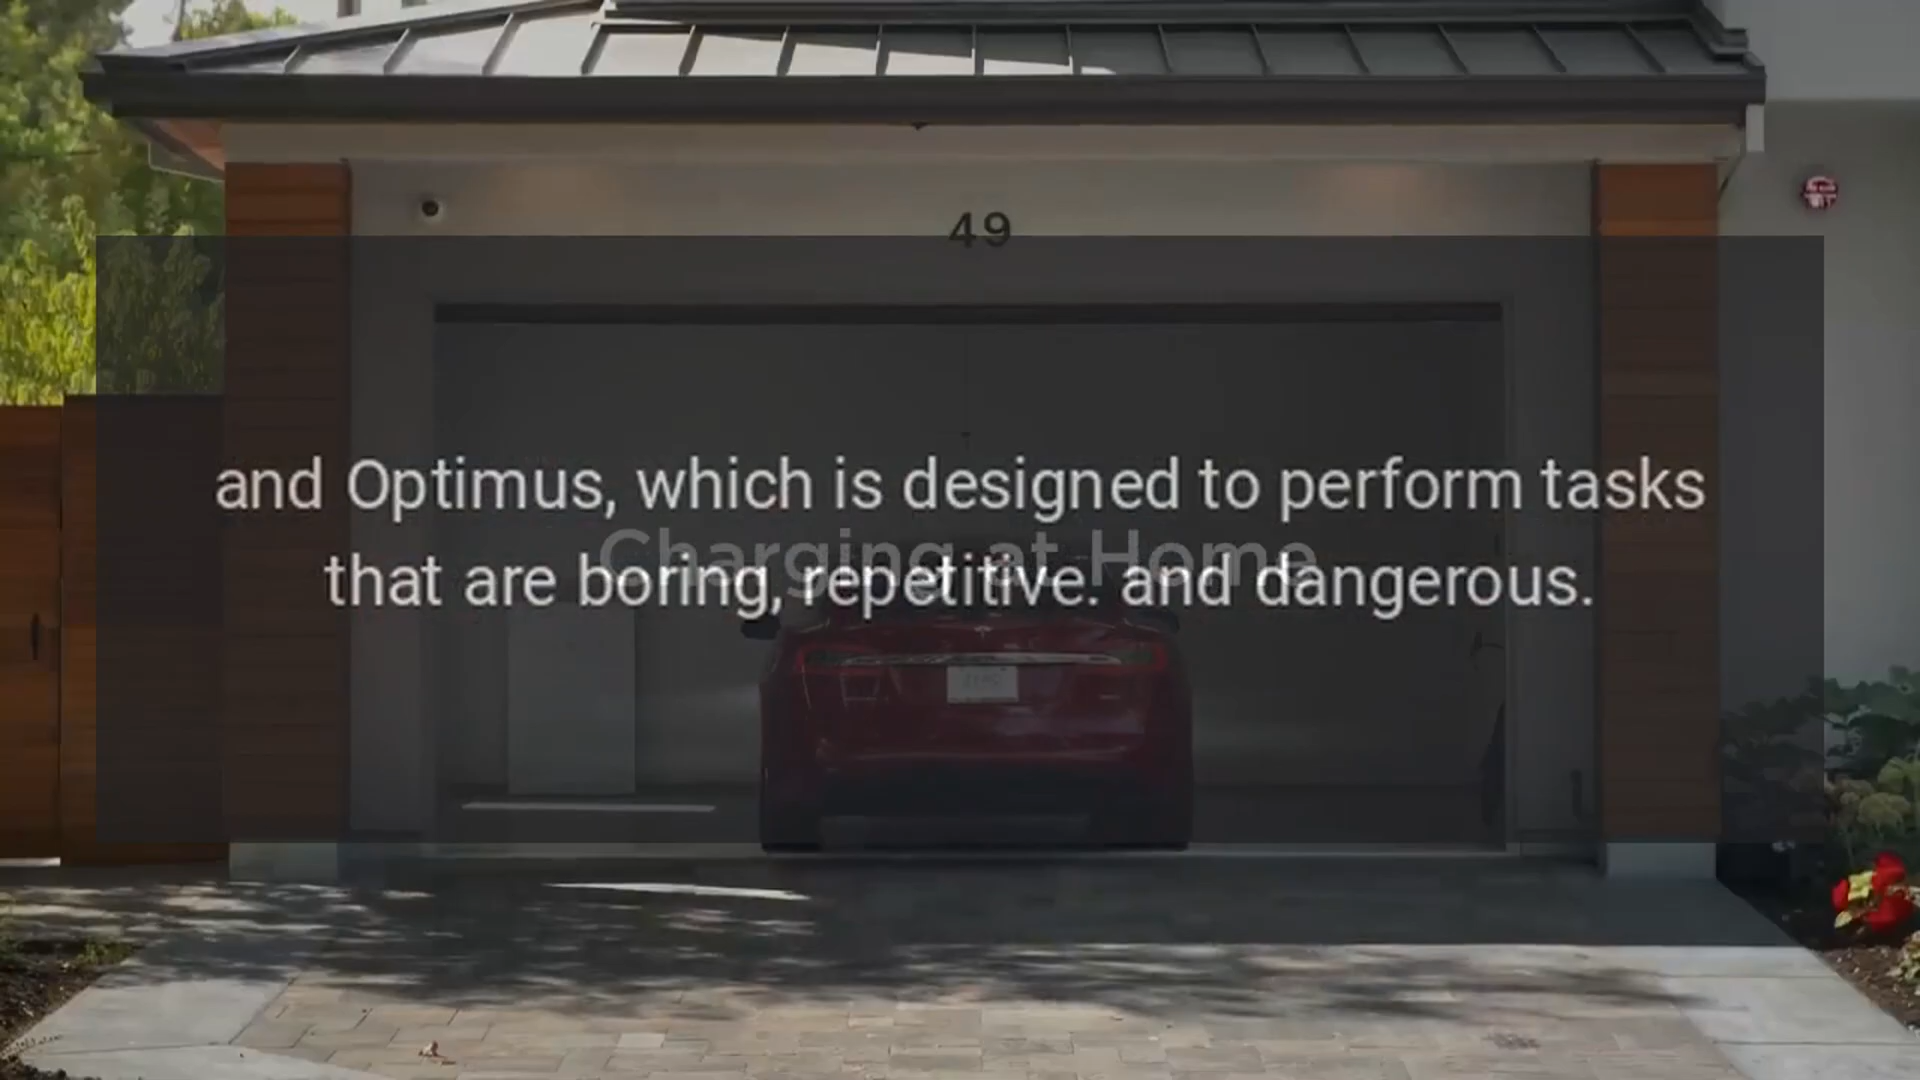 49
and Optimus, which is designed to perform tasks
Charging at Home
that are boring, repetitive. and dangerous.